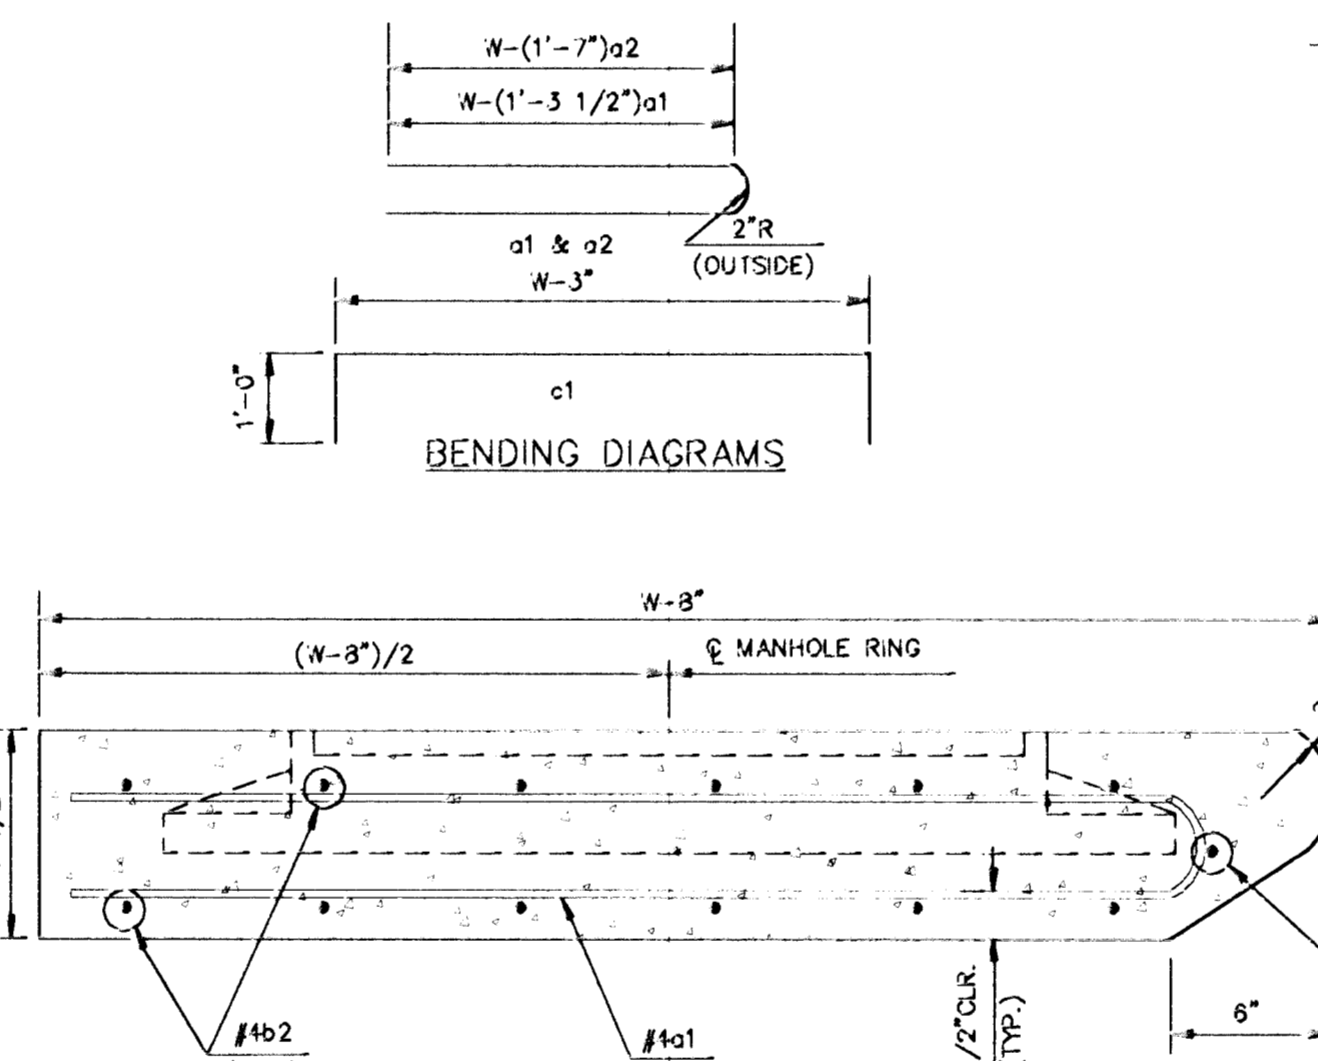 W-(1'-7")a2
W-(1'-3 1/2")a1
2"R
(OUTSIDE)
a1 & a2
W-3"
1'-0"
c1
BENDING DIAGRAMS
W-8"
(W-8")/2
℄ MANHOLE RING
#4b2
#4a1
/2"CLR.
TYP.)
6"